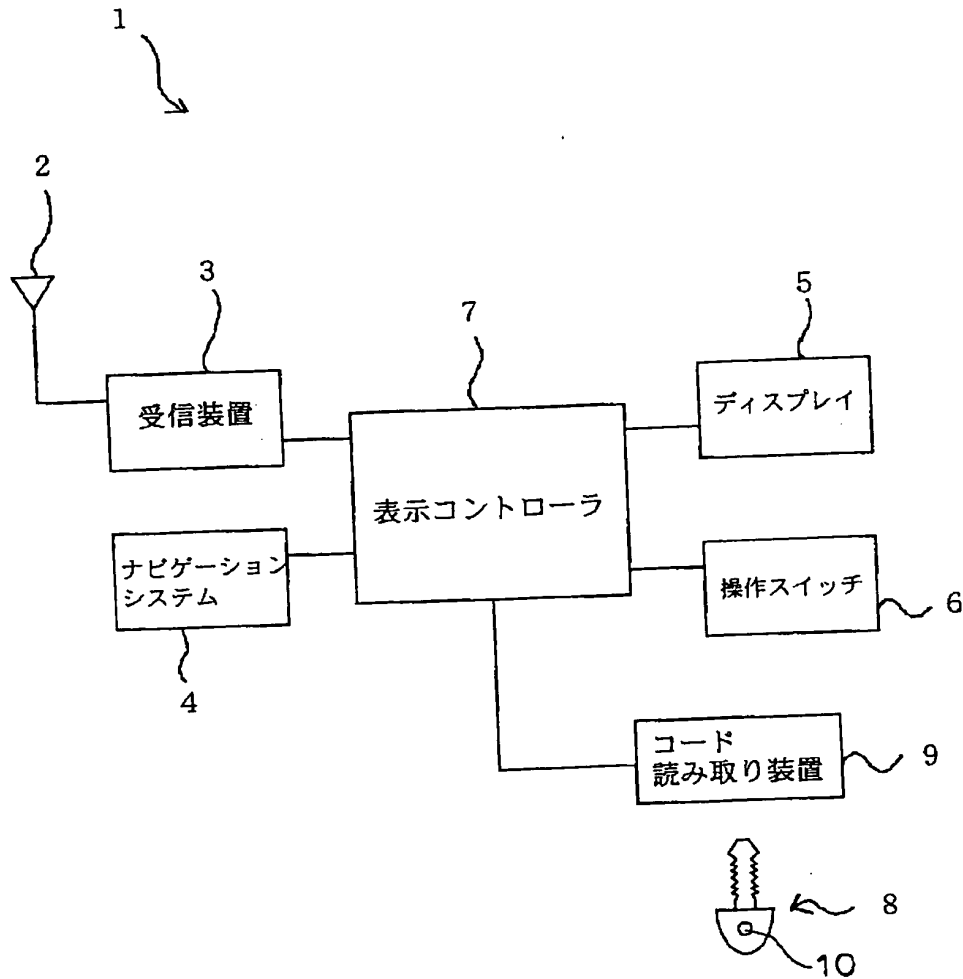 1
2
3
受信装置
7
5
ディスプレイ
表示コントローラ
ナビゲーション
システム
4
操作スイッチ
6
コード
読み取り装置
9
8
10